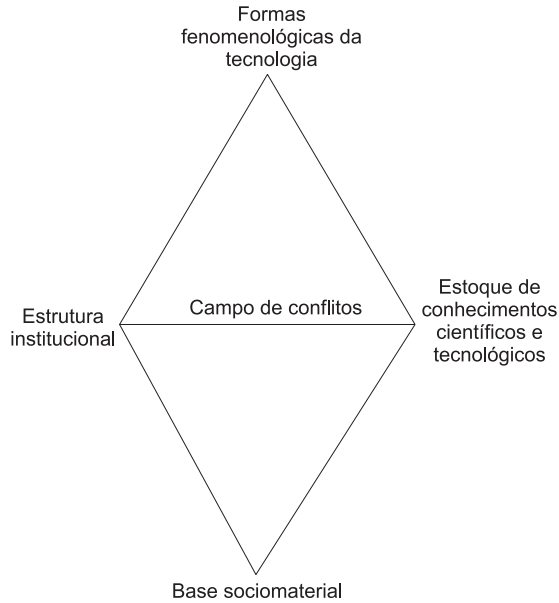 Formas
fenomenológicas da
tecnologia
Estrutura
institucional
Campo de conflitos
Estoque de
conhecimentos
científicos e
tecnológicos
Base sociomaterial